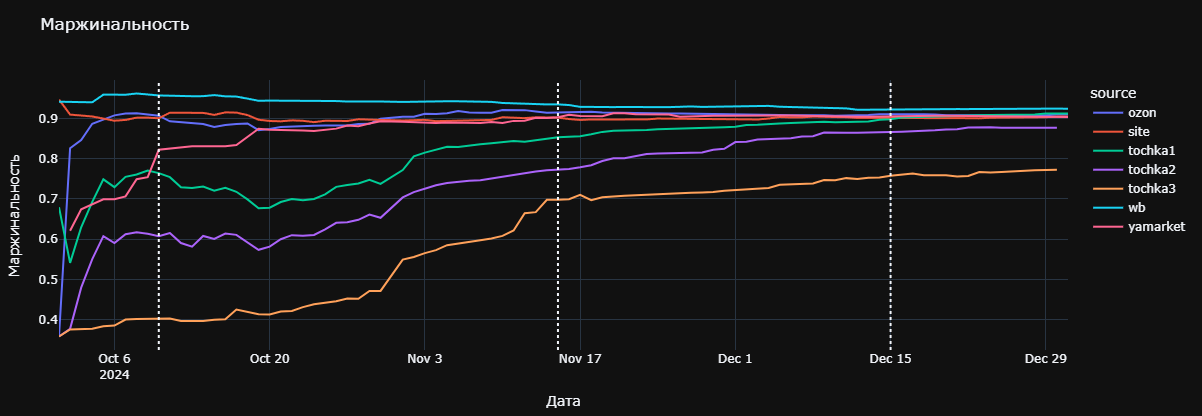 Маржинальность
Маржинальность
0.9
0.8
0.7
0.6
0.5
0.4
Oct 6
2024
Oct 20
Nov 3
Nov 17
Dec 1
Dec 15
Dec 29
Дата
source
ozon
site
tochka1
tochka2
tochka3
wb
yamarket